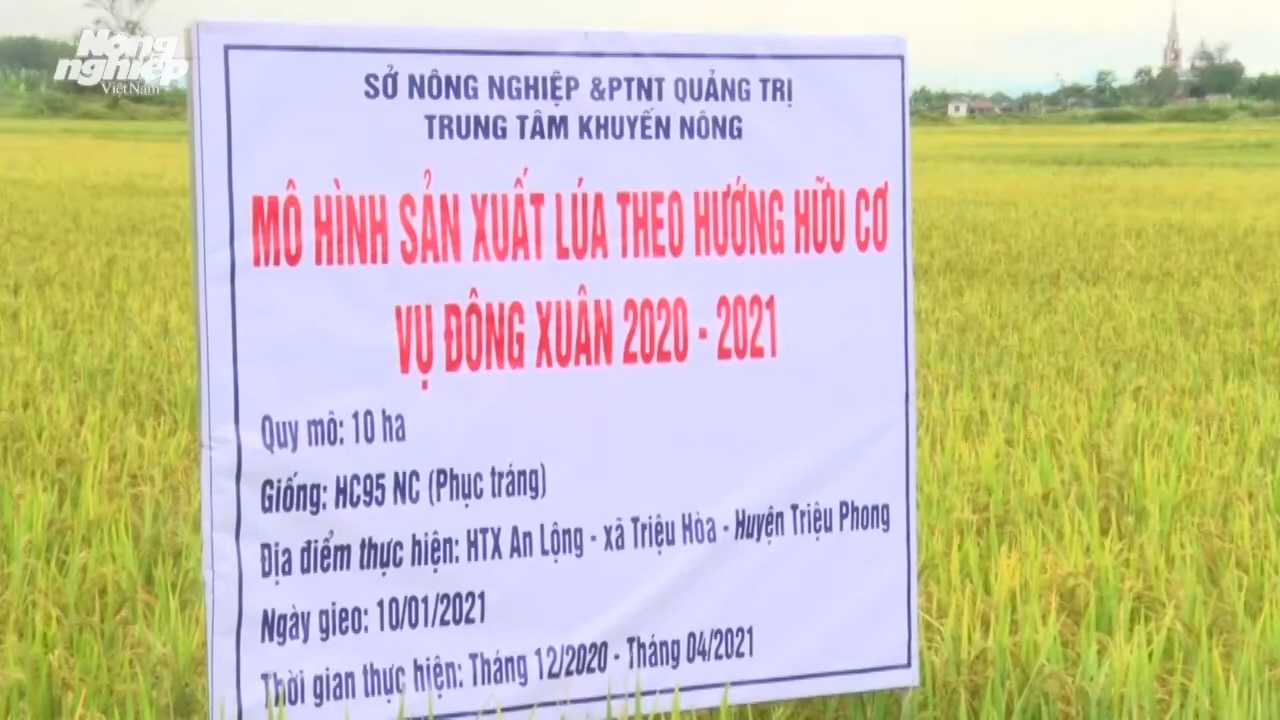 Nông
nghiệp
Việt Nam
SỞ NÔNG NGHIỆP &PTNT QUẢNG TRỊ
TRUNG TÂM KHUYẾN NÔNG
MÔ HÌNH SẢN XUẤT LÚA THEO HƯỚNG HỮU CƠ
VỤ ĐÔNG XUÂN 2020 - 2021
Quy mô: 10 ha
Giống: HC95 NC (Phục tráng)
Địa điểm thực hiện: HTX An Lộng - xã Triệu Hòa - Huyện Triệu Phong
Ngày gieo: 10/01/2021
Thời gian thực hiện: Tháng 12/2020 - Tháng 04/2021